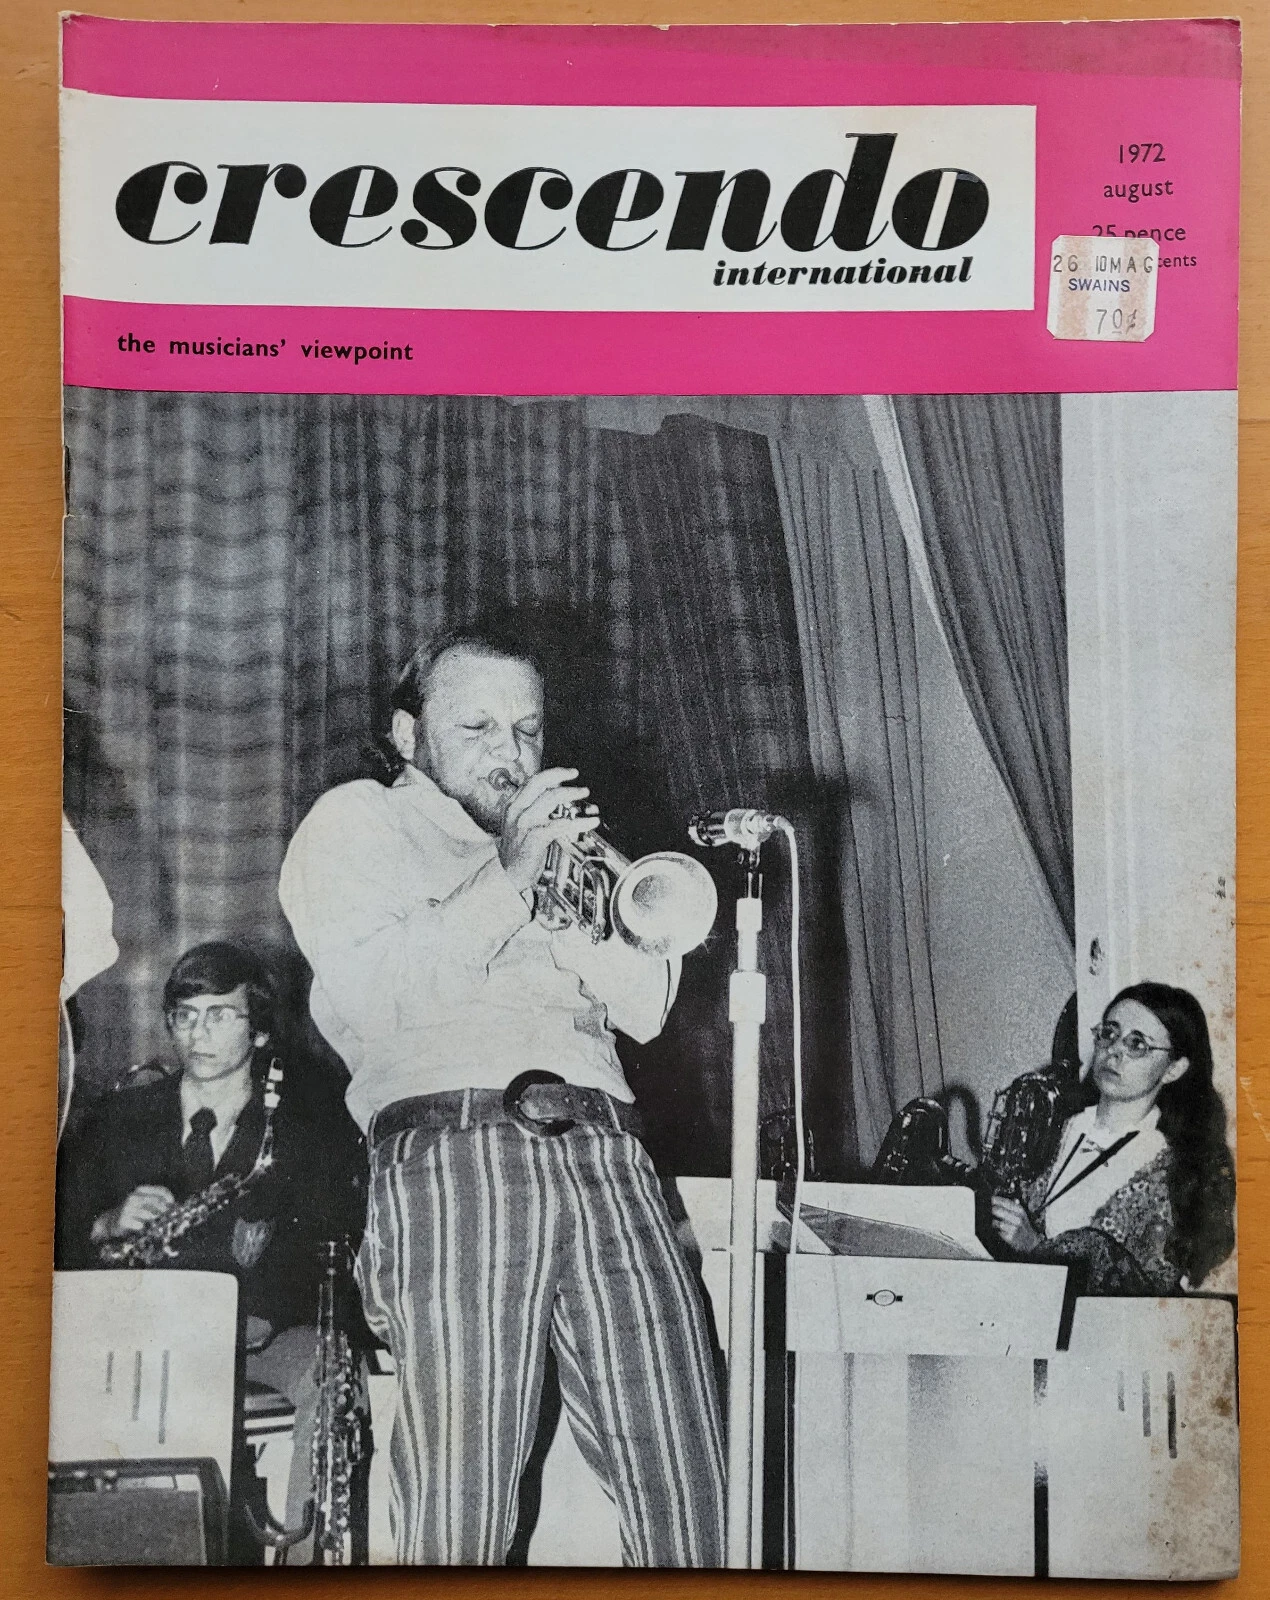 crescendo
international
the musicians' viewpoint
1972
august
25 pence
cents
26 10MAG
SWAINS
70¢